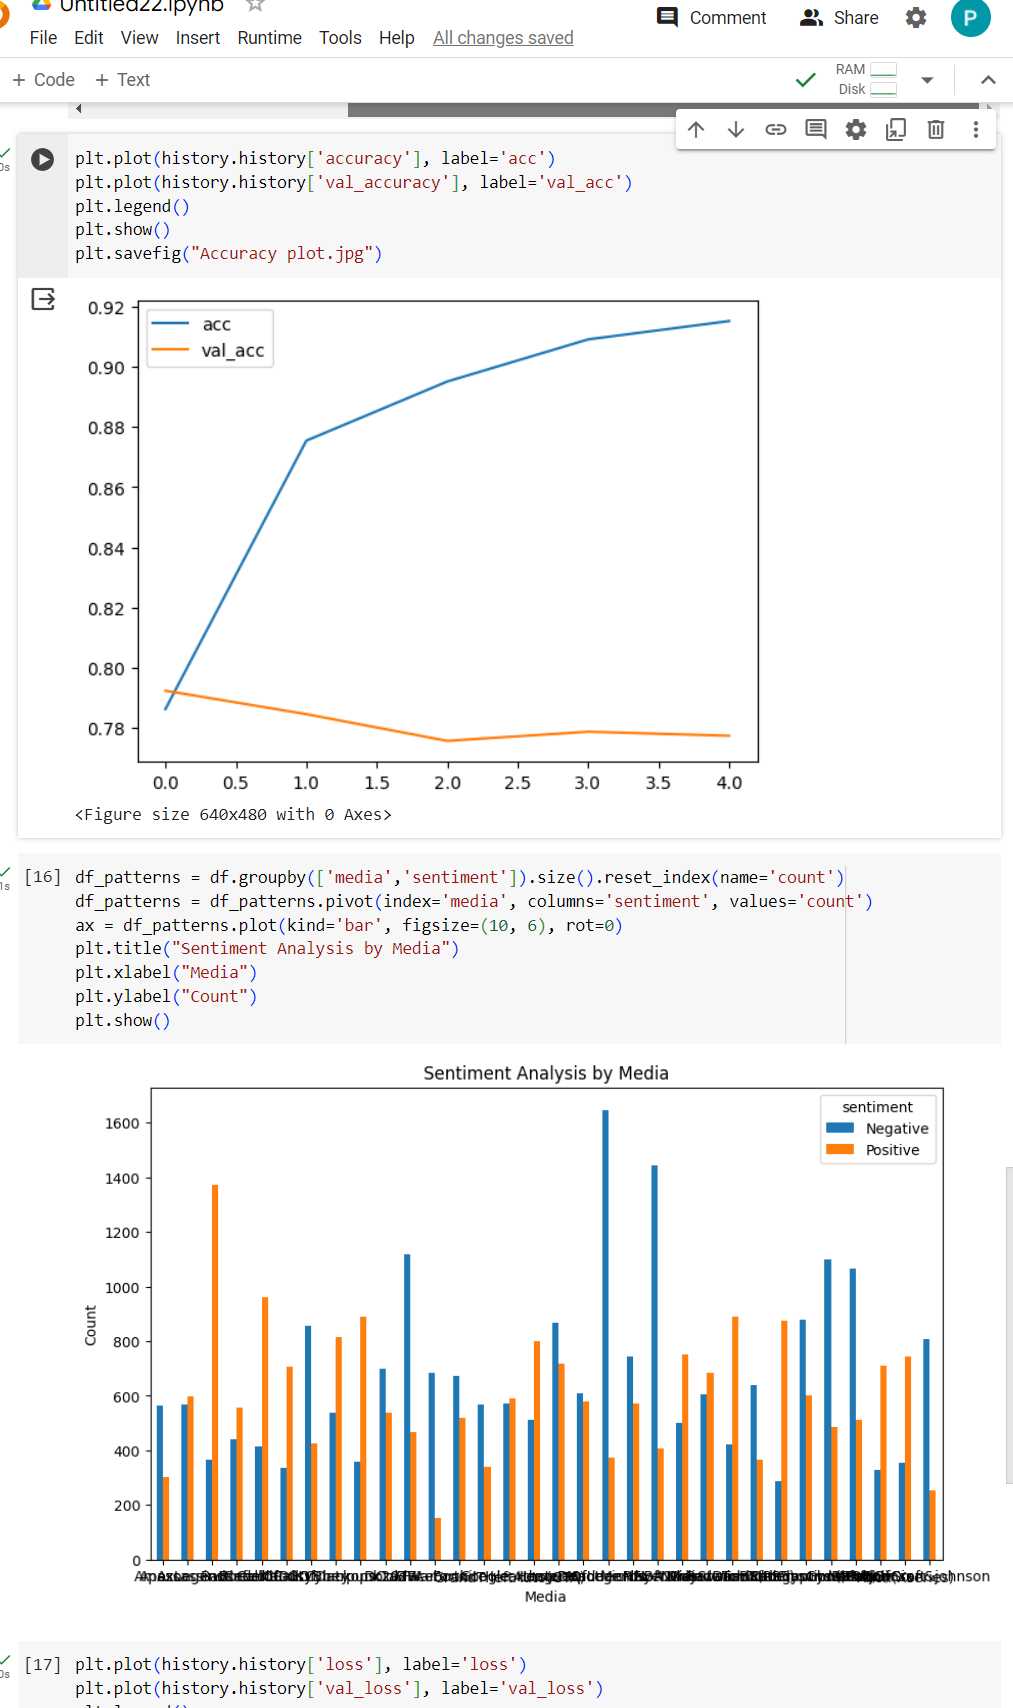 Untitled22.ipynb
Comment
Share
P
File Edit View Insert Runtime Tools Help All changes saved
+ Code + Text
RAM
Disk
0s
plt.plot(history.history['accuracy'], label='acc')
plt.plot(history.history['val_accuracy'], label='val_acc')
plt.legend()
plt.show()
plt.savefig("Accuracy plot.jpg")
acc
val_acc
0.92
0.90
0.88
0.86
0.84
0.82
0.80
0.78
0.0 0.5 1.0 1.5 2.0 2.5 3.0 3.5 4.0
<Figure size 640x480 with 0 Axes>
1s
[16] df_patterns = df.groupby(['media','sentiment']).size().reset_index(name='count')
df_patterns = df_patterns.pivot(index='media', columns='sentiment', values='count')
ax = df_patterns.plot(kind='bar', figsize=(10, 6), rot=0)
plt.title("Sentiment Analysis by Media")
plt.xlabel("Media")
plt.ylabel("Count")
plt.show()
Sentiment Analysis by Media
sentiment
Negative
Positive
1600
1400
1200
1000
800
600
400
200
0
Count
Media
0s
[17] plt.plot(history.history['loss'], label='loss')
plt.plot(history.history['val_loss'], label='val_loss')